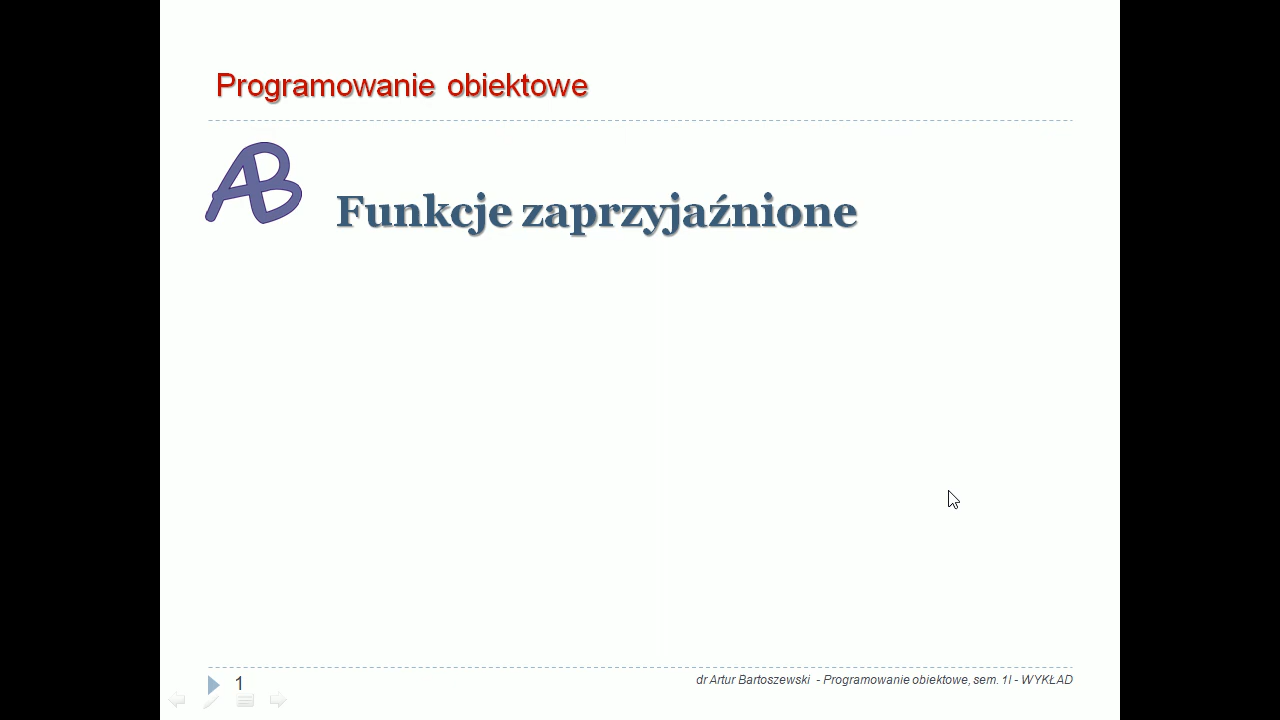 Programowanie obiektowe
AB
Funkcje zaprzyjaźnione
1
dr Artur Bartoszewski - Programowanie obiektowe, sem. 1I - WYKŁAD